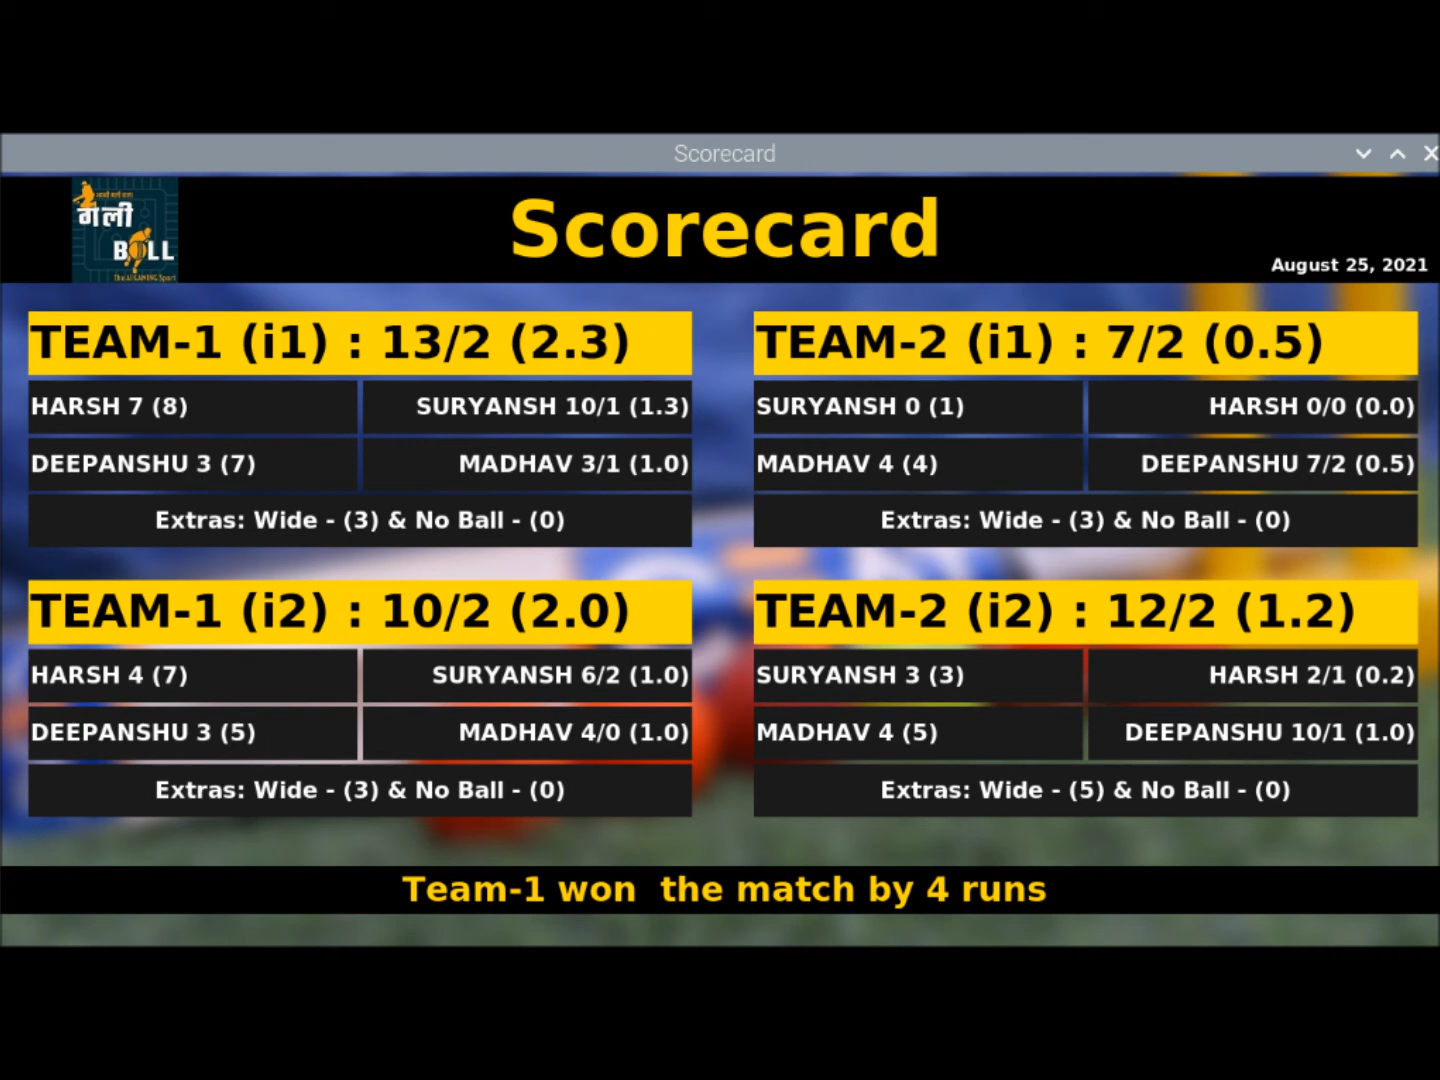 Scorecard
गली
BALL
The AI GAMING Sport
Scorecard
August 25, 2021
TEAM-1 (i1) : 13/2 (2.3)
HARSH 7 (8)
SURYANSH 10/1 (1.3)
DEEPANSHU 3 (7)
MADHAV 3/1 (1.0)
Extras: Wide - (3) & No Ball - (0)
TEAM-2 (i1) : 7/2 (0.5)
SURYANSH 0 (1)
HARSH 0/0 (0.0)
MADHAV 4 (4)
DEEPANSHU 7/2 (0.5)
Extras: Wide - (3) & No Ball - (0)
TEAM-1 (i2) : 10/2 (2.0)
HARSH 4 (7)
SURYANSH 6/2 (1.0)
DEEPANSHU 3 (5)
MADHAV 4/0 (1.0)
Extras: Wide - (3) & No Ball - (0)
TEAM-2 (i2) : 12/2 (1.2)
SURYANSH 3 (3)
HARSH 2/1 (0.2)
MADHAV 4 (5)
DEEPANSHU 10/1 (1.0)
Extras: Wide - (5) & No Ball - (0)
Team-1 won  the match by 4 runs